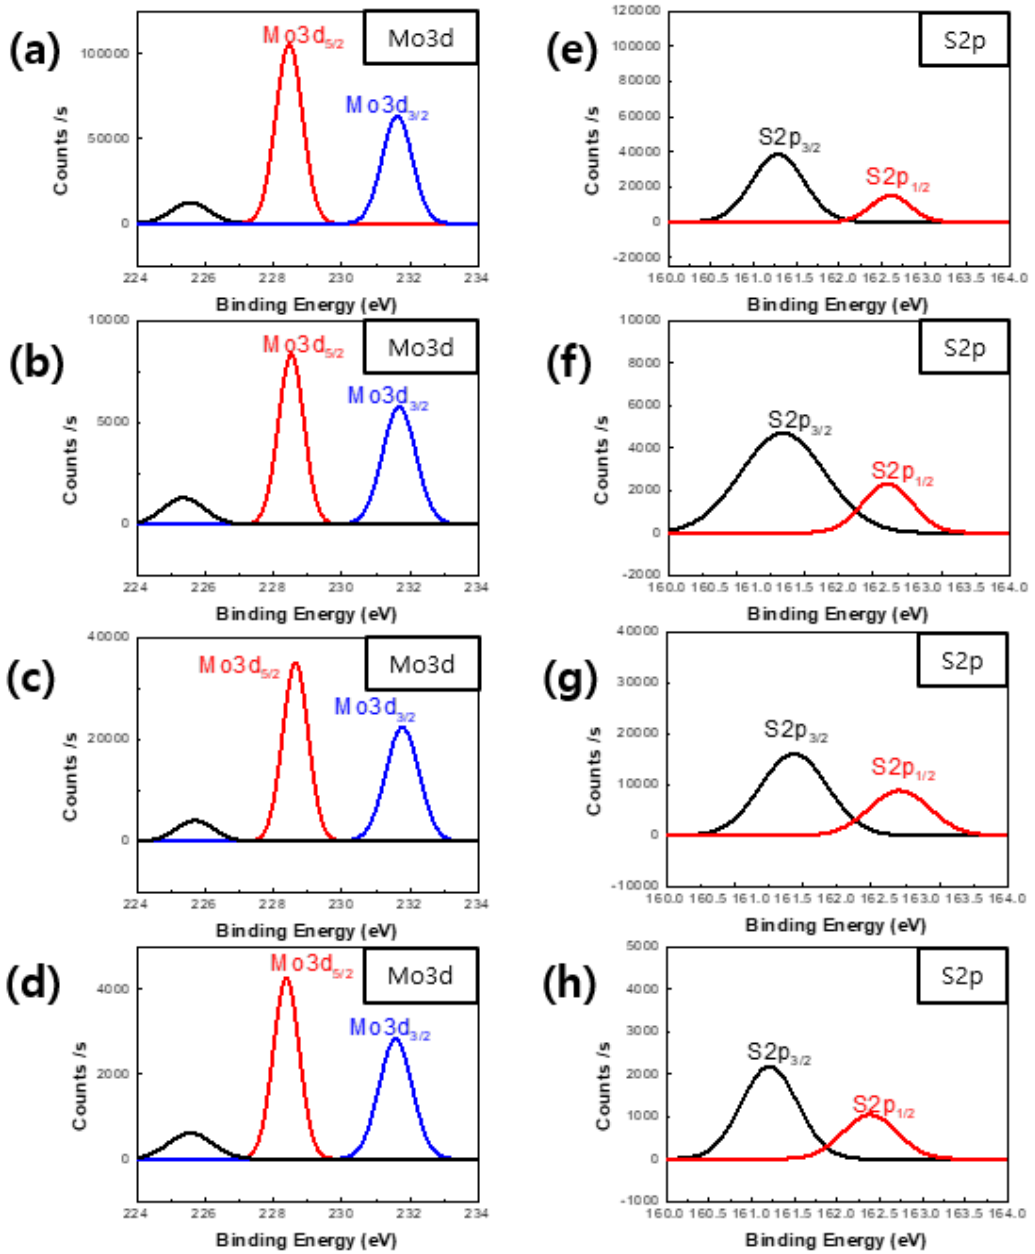 (a)
Mo3d
Mo3d5/2
Mo3d3/2
Counts /s
100000
50000
0
224 226 228 230 232 234
Binding Energy (eV)
(e)
S2p
S2p3/2
S2p1/2
Counts /s
120000
100000
80000
60000
40000
20000
0
-20000
160.0 160.5 161.0 161.5 162.0 162.5 163.0 163.5 164.0
Binding Energy (eV)
(b)
Mo3d
Mo3d5/2
Mo3d3/2
Counts /s
10000
5000
0
224 226 228 230 232 234
Binding Energy (eV)
(f)
S2p
S2p3/2
S2p1/2
Counts /s
10000
8000
6000
4000
2000
0
-2000
160.0 160.5 161.0 161.5 162.0 162.5 163.0 163.5 164.0
Binding Energy (eV)
(c)
Mo3d
Mo3d5/2
Mo3d3/2
Counts /s
40000
20000
0
224 226 228 230 232 234
Binding Energy (eV)
(g)
S2p
S2p3/2
S2p1/2
Counts /s
40000
30000
20000
10000
0
-10000
160.0 160.5 161.0 161.5 162.0 162.5 163.0 163.5 164.0
Binding Energy (eV)
(d)
Mo3d
Mo3d5/2
Mo3d3/2
Counts /s
4000
2000
0
224 226 228 230 232 234
Binding Energy (eV)
(h)
S2p
S2p3/2
S2p1/2
Counts /s
5000
4000
3000
2000
1000
0
-1000
160.0 160.5 161.0 161.5 162.0 162.5 163.0 163.5 164.0
Binding Energy (eV)